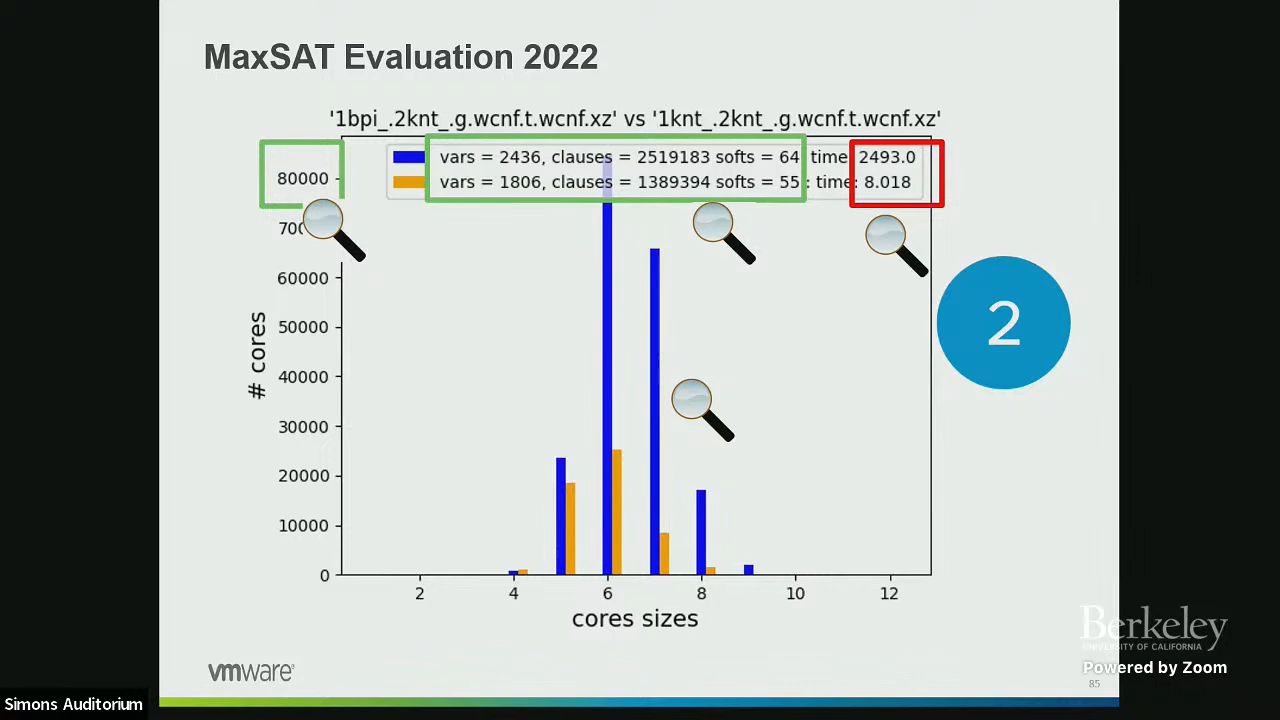 MaxSAT Evaluation 2022
'1bpi_.2knt_.g.wcnf.t.wcnf.xz' vs '1knt_.2knt_.g.wcnf.t.wcnf.xz'
vars = 2436, clauses = 2519183 softs = 64 time 2493.0
vars = 1806, clauses = 1389394 softs = 55 : time: 8.018
80000
700
60000
50000
40000
30000
20000
10000
0
# cores
2 4 6 8 10 12
cores sizes
2
vmware
Berkeley
UNIVERSITY OF CALIFORNIA
Powered by Zoom
85
Simons Auditorium